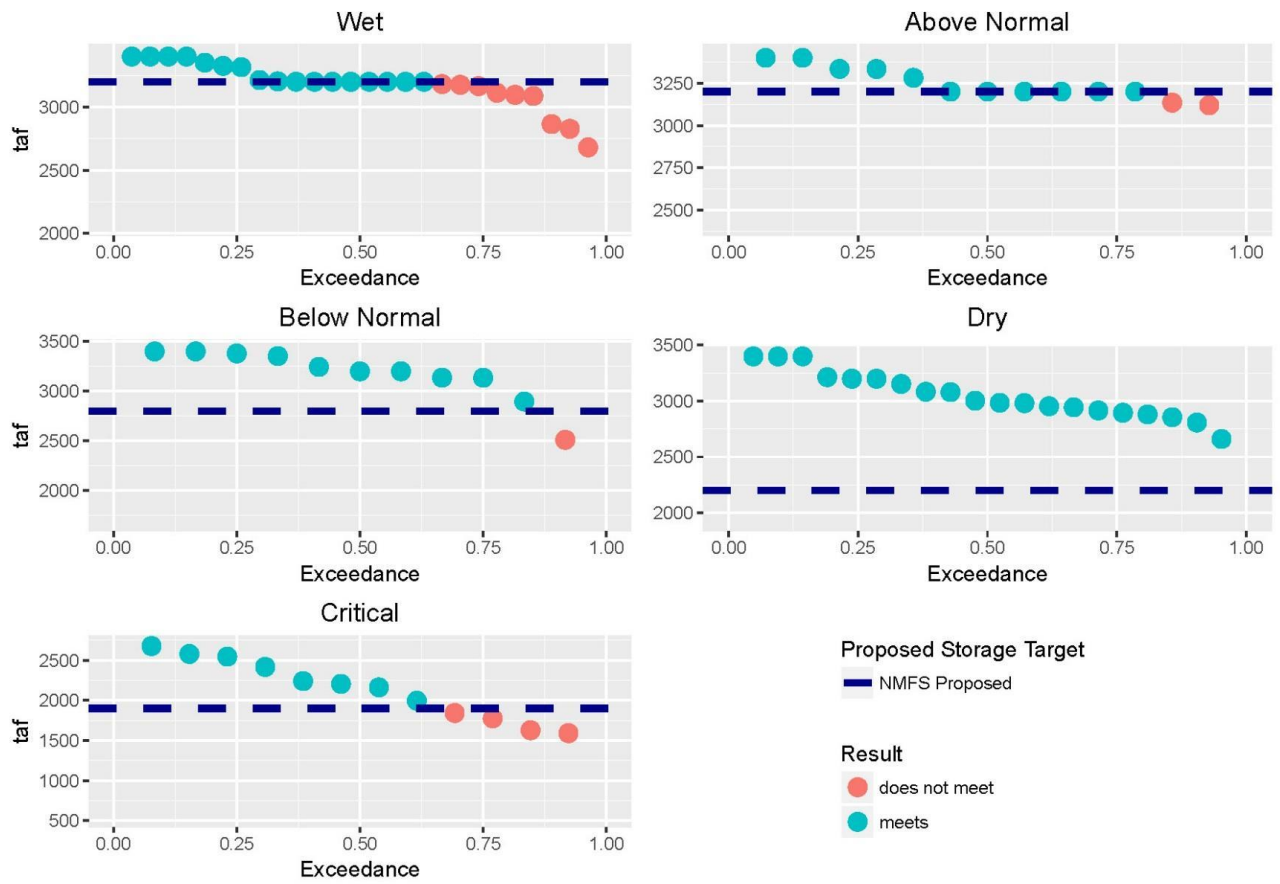 Wet
taf
3000
2500
2000
0.00 0.25 0.50 0.75 1.00
Exceedance
Above Normal
3250
3000
2750
2500
0.00 0.25 0.50 0.75 1.00
Exceedance
Below Normal
taf
3500
3000
2500
2000
0.00 0.25 0.50 0.75 1.00
Exceedance
Dry
3500
3000
2500
2000
0.00 0.25 0.50 0.75 1.00
Exceedance
Critical
taf
2500
2000
1500
1000
500
0.00 0.25 0.50 0.75 1.00
Exceedance
Proposed Storage Target
NMFS Proposed
Result
does not meet
meets